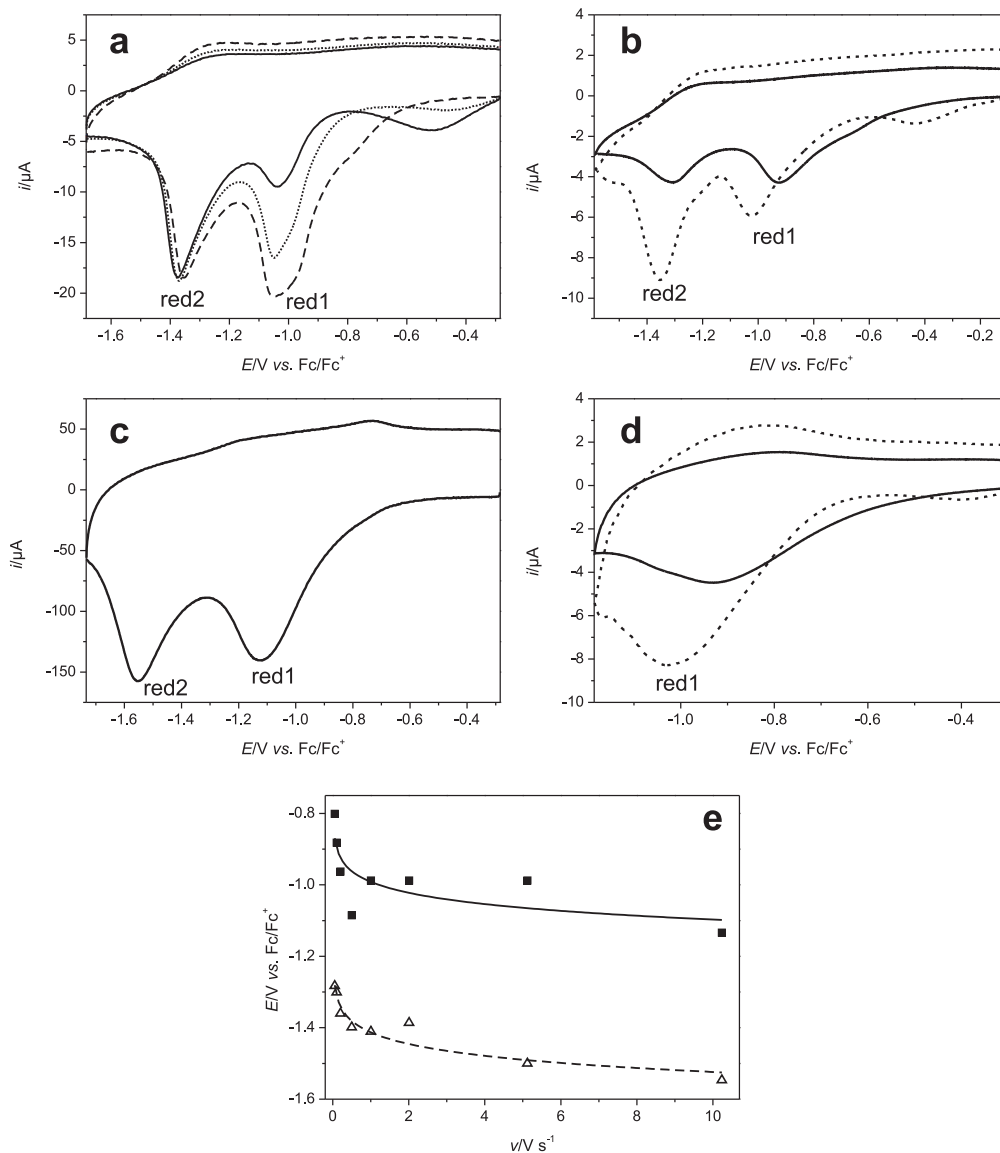 a
5
0
-5
-10
-15
-20
i/µA
red2
red1
-1.6 -1.4 -1.2 -1.0 -0.8 -0.6 -0.4
E/V vs. Fc/Fc⁺
b
4
2
0
-2
-4
-6
-8
-10
i/µA
red2
red1
-1.4 -1.2 -1.0 -0.8 -0.6 -0.4 -0.2
E/V vs. Fc/Fc⁺
c
50
0
-50
-100
-150
i/µA
red2
red1
-1.6 -1.4 -1.2 -1.0 -0.8 -0.6 -0.4
E/V vs. Fc/Fc⁺
d
4
2
0
-2
-4
-6
-8
-10
i/µA
red1
-1.0 -0.8 -0.6 -0.4
E/V vs. Fc/Fc⁺
e
-0.8
-1.0
-1.2
-1.4
-1.6
E/V vs. Fc/Fc⁺
0 2 4 6 8 10
v/V s⁻¹